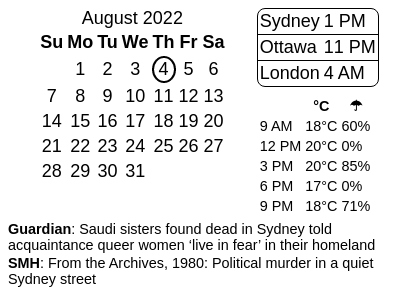 August 2022
Su Mo Tu We Th Fr Sa
1 2 3 4 5 6
7 8 9 10 11 12 13
14 15 16 17 18 19 20
21 22 23 24 25 26 27
28 29 30 31
Sydney 1 PM
Ottawa 11 PM
London 4 AM
°C ☂
9 AM 18°C 60%
12 PM 20°C 0%
3 PM 20°C 85%
6 PM 17°C 0%
9 PM 18°C 71%
Guardian: Saudi sisters found dead in Sydney told
acquaintance queer women ‘live in fear’ in their homeland
SMH: From the Archives, 1980: Political murder in a quiet
Sydney street